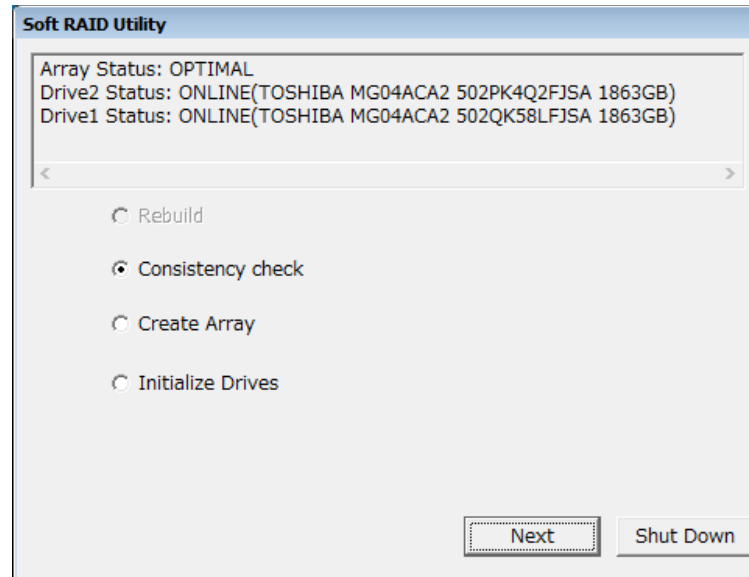 Soft RAID Utility
Array Status: OPTIMAL
Drive2 Status: ONLINE(TOSHIBA MG04ACA2 502PK4Q2FJSA 1863GB)
Drive1 Status: ONLINE(TOSHIBA MG04ACA2 502QK58LFJSA 1863GB)
Rebuild
Consistency check
Create Array
Initialize Drives
Next Shut Down